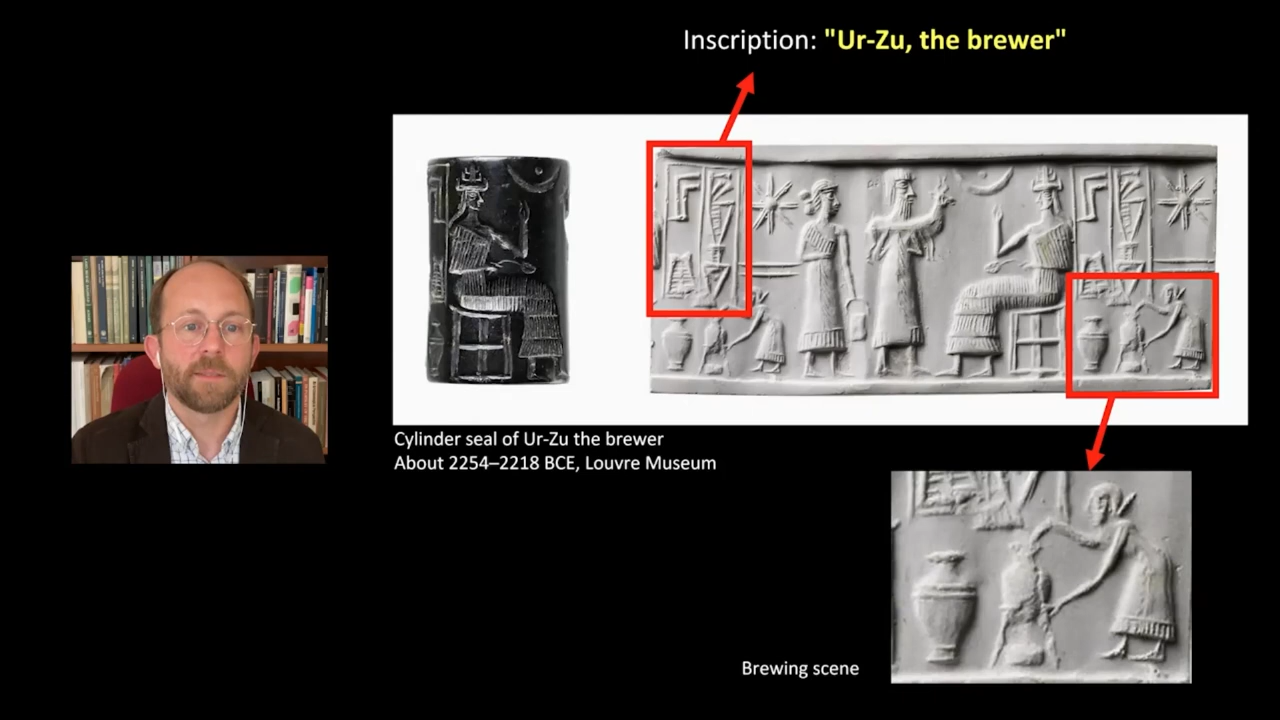 Inscription: "Ur-Zu, the brewer"
Cylinder seal of Ur-Zu the brewer
About 2254–2218 BCE, Louvre Museum
Brewing scene